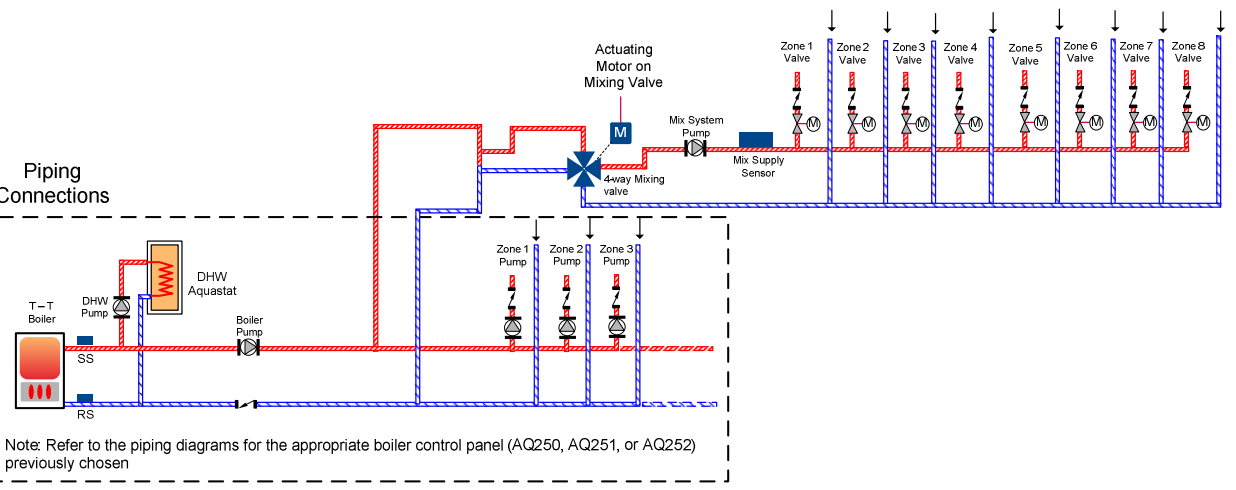 Actuating
Motor on
Mixing Valve
Zone 1
Valve
Zone 2
Valve
Zone 3
Valve
Zone 4
Valve
Zone 5
Valve
Zone 6
Valve
Zone 7
Valve
Zone 8
Valve
M
Mix System
Pump
M
M
M
M
M
M
M
M
Mix Supply
Sensor
4-way Mixing
valve
Piping
Connections
Zone 1
Pump
Zone 2
Pump
Zone 3
Pump
DHW
Aquastat
DHW
Pump
T-T
Boiler
Boiler
Pump
SS
RS
Note: Refer to the piping diagrams for the appropriate boiler control panel (AQ250, AQ251, or AQ252)
previously chosen